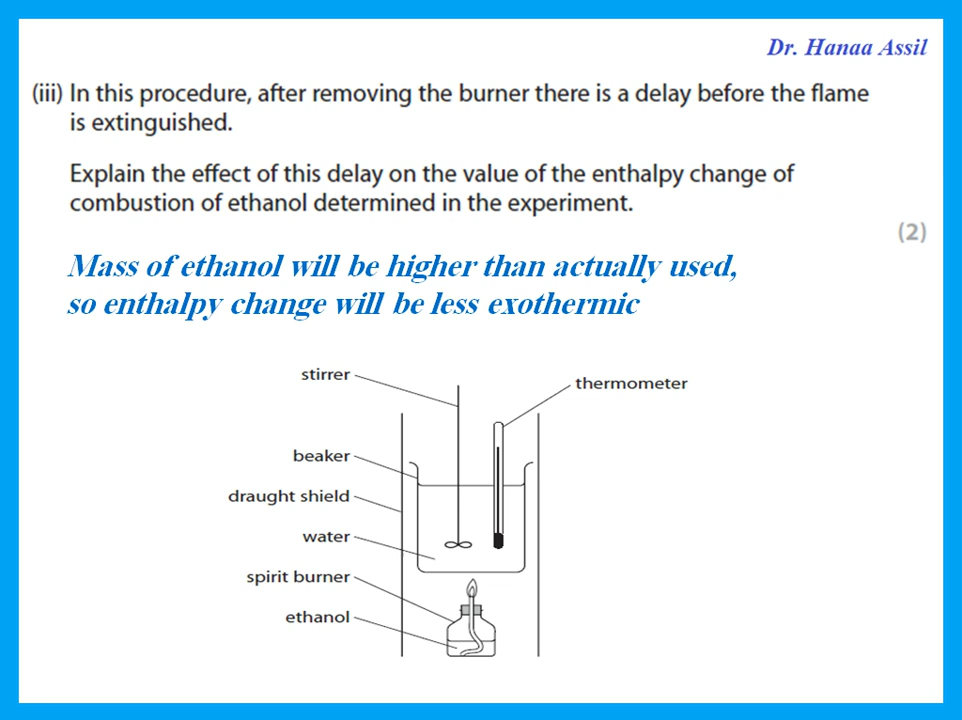 Dr. Hanaa Assil
(iii) In this procedure, after removing the burner there is a delay before the flame
is extinguished.
Explain the effect of this delay on the value of the enthalpy change of
combustion of ethanol determined in the experiment.
(2)
Mass of ethanol will be higher than actually used,
so enthalpy change will be less exothermic
stirrer
thermometer
beaker
draught shield
water
spirit burner
ethanol